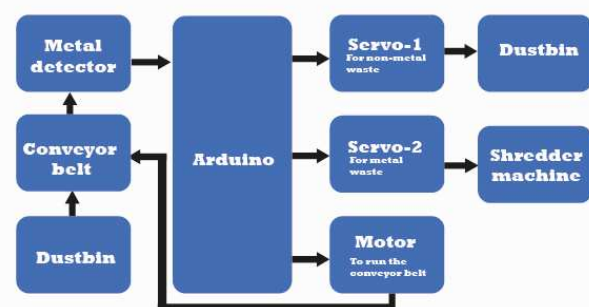 Metal
detector
Conveyor
belt
Dustbin
Arduino
Servo-1
For non-metal
waste
Dustbin
Servo-2
For metal
waste
Shredder
machine
Motor
To run the
conveyor belt